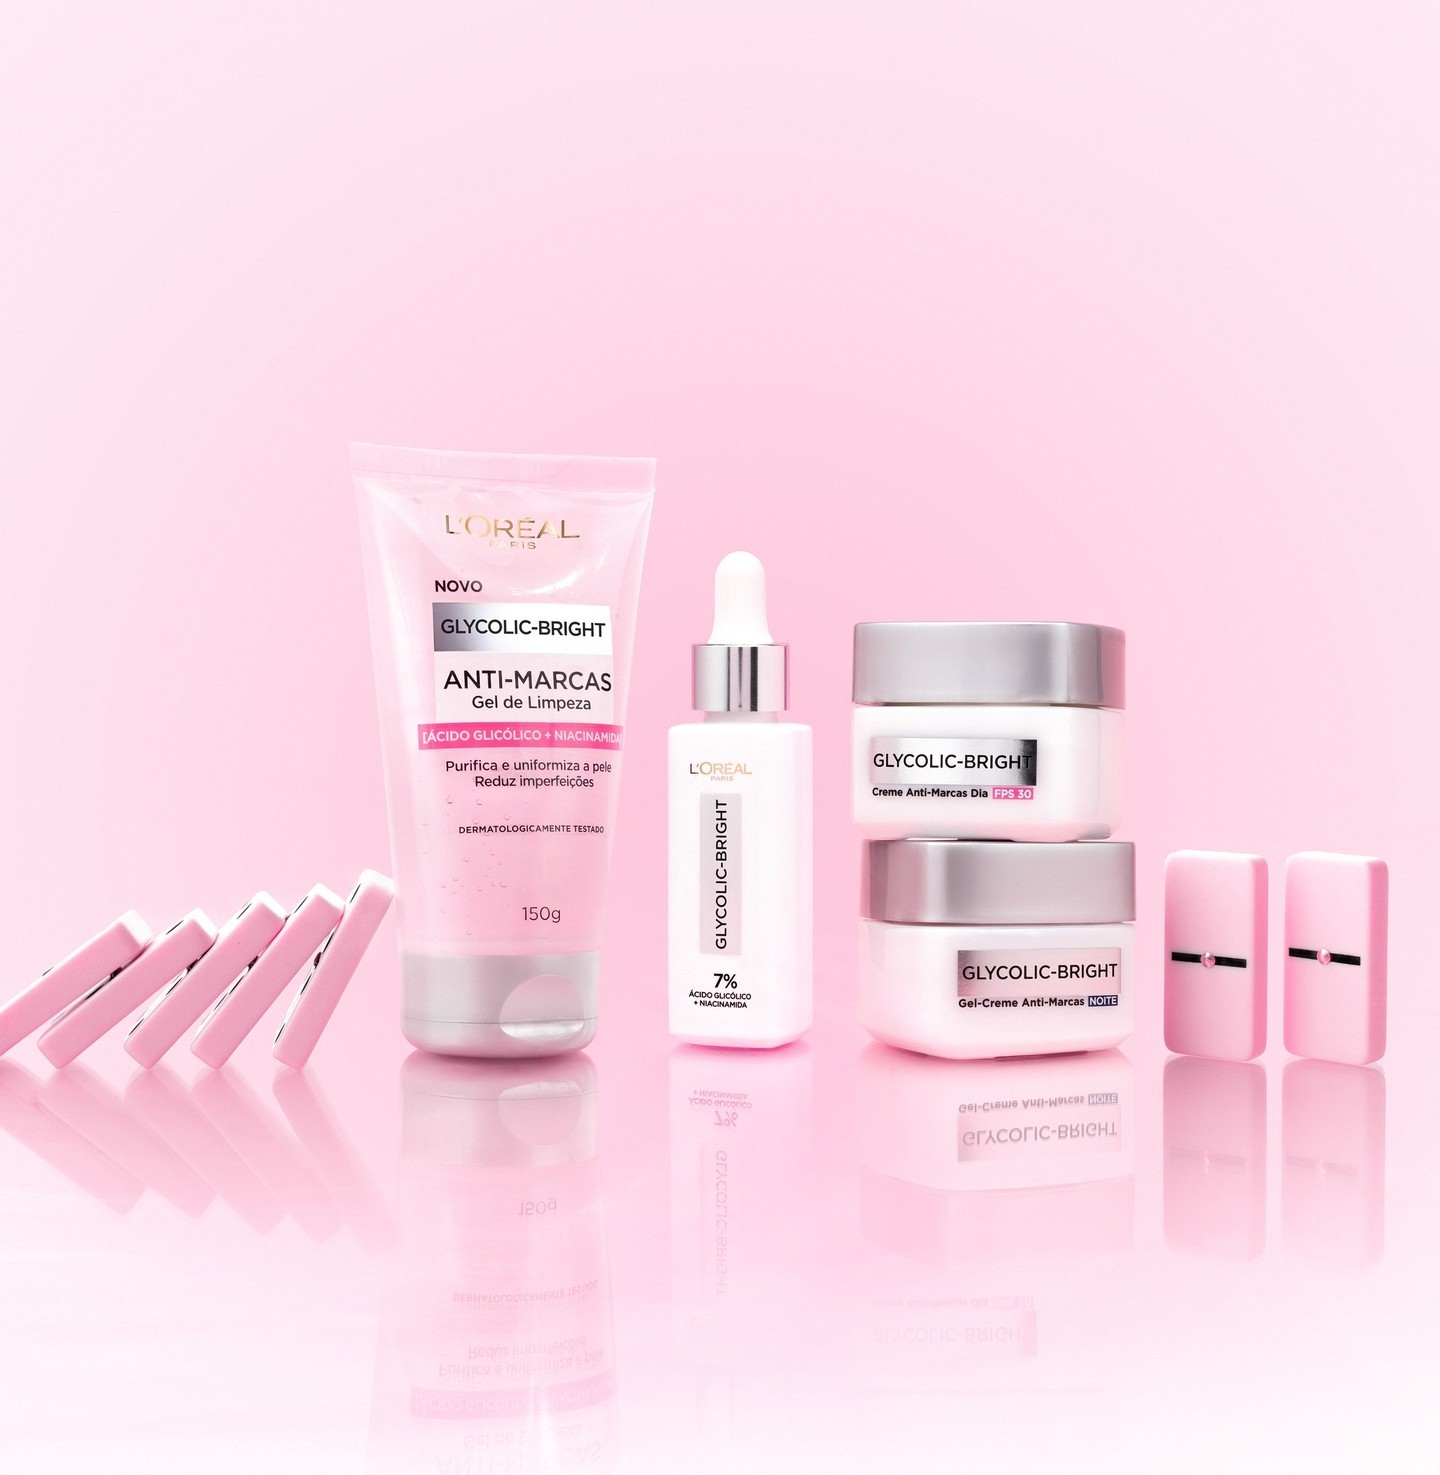 L'ORÉAL
PARIS
NOVO
GLYCOLIC-BRIGHT
ANTI-MARCAS
Gel de Limpeza
[ÁCIDO GLICÓLICO + NIACINAMIDA]
Purifica e uniformiza a pele
Reduz imperfeições
DERMATOLOGICAMENTE TESTADO
150g
L'ORÉAL
PARIS
GLYCOLIC-BRIGHT
7%
ÁCIDO GLICÓLICO
+ NIACINAMIDA
GLYCOLIC-BRIGHT
Creme Anti-Marcas Dia FPS 30
GLYCOLIC-BRIGHT
Gel-Creme Anti-Marcas NOITE